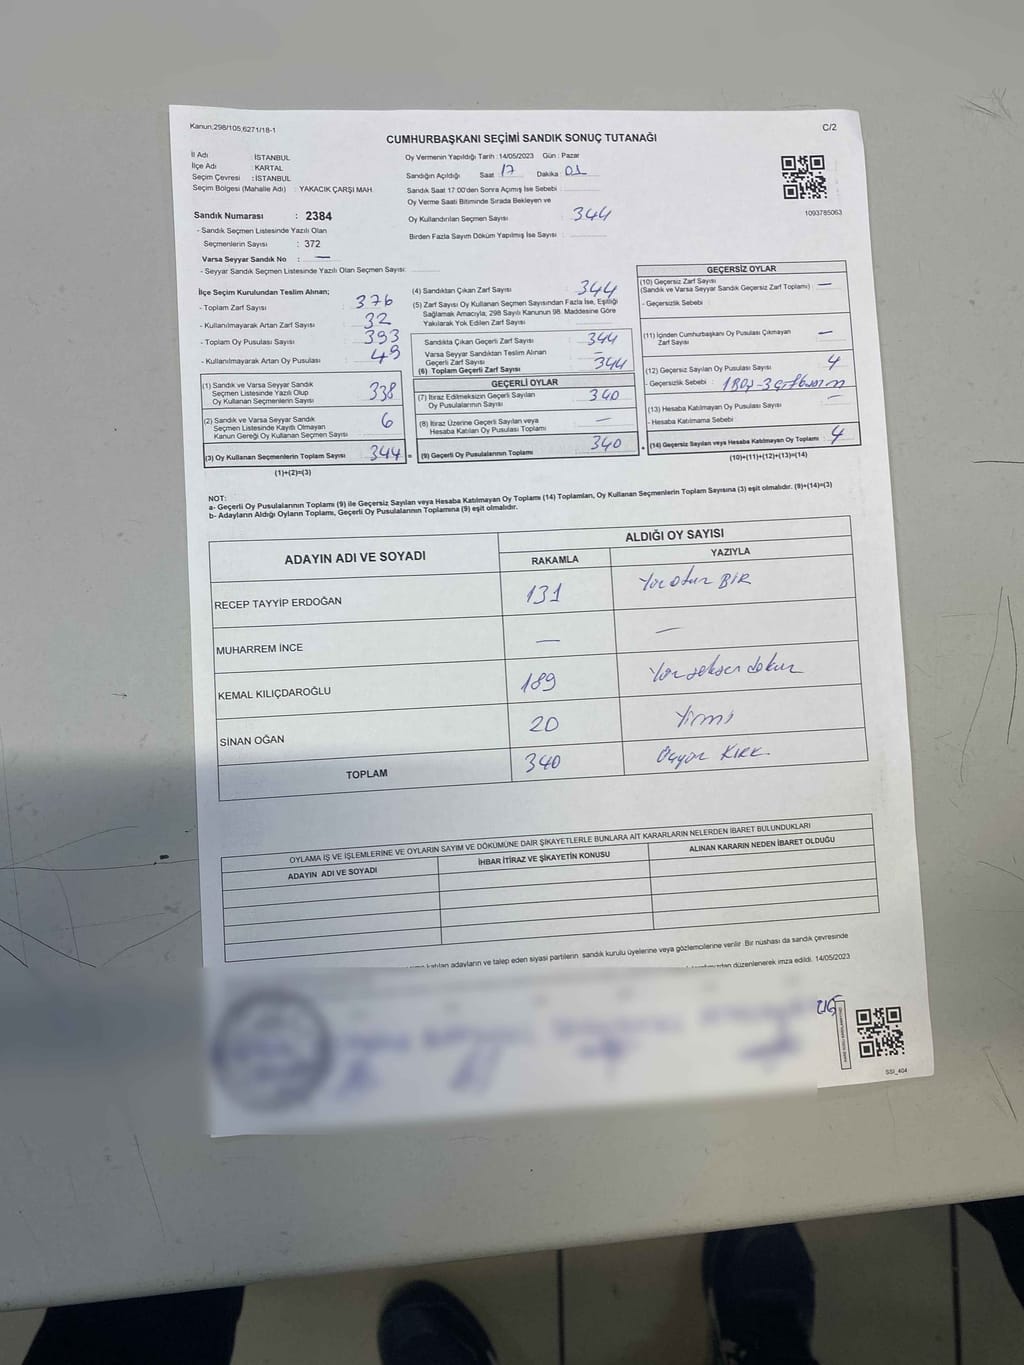 Kanun,298/105,6271/18-1
C/2
CUMHURBAŞKANI SEÇİMİ SANDIK SONUÇ TUTANAĞI
İl Adı : İSTANBUL
İlçe Adı : KARTAL
Seçim Çevresi : İSTANBUL
Seçim Bölgesi (Mahalle Adı) : YAKACIK ÇARŞI MAH.
Sandık Numarası : 2384
- Sandık Seçmen Listesinde Yazılı Olan
Seçmenlerin Sayısı : 372
Varsa Seyyar Sandık No : —
- Seyyar Sandık Seçmen Listesinde Yazılı Olan Seçmen Sayısı:
Oy Vermenin Yapıldığı Tarih :14/05/2023 Gün : Pazar
Sandığın Açıldığı Saat 17 Dakika 01
Sandık Saat 17:00'den Sonra Açımış İse Sebebi :
Oy Verme Saati Bitiminde Sırada Bekleyen ve
Oy Kullandırılan Seçmen Sayısı : 344
Birden Fazla Sayım Döküm Yapılmış İse Sayısı :
1093785063
İlçe Seçim Kurulundan Teslim Alınan;
- Toplam Zarf Sayısı : 376
- Kullanılmayarak Artan Zarf Sayısı : 32
- Toplam Oy Pusulası Sayısı : 393
- Kullanılmayarak Artan Oy Pusulası : 49
(1) Sandık ve Varsa Seyyar Sandık
Seçmen Listesinde Yazılı Olup
Oy Kullanan Seçmenlerin Sayısı : 338
(2) Sandık ve Varsa Seyyar Sandık
Seçmen Listesinde Kayıtlı Olmayan
Kanun Gereği Oy Kullanan Seçmen Sayısı : 6
(3) Oy Kullanan Seçmenlerin Toplam Sayısı : 344
(1)+(2)=(3)
(4) Sandıktan Çıkan Zarf Sayısı : 344
(5) Zarf Sayısı Oy Kullanan Seçmen Sayısından Fazla İse, Eşitliği
Sağlamak Amacıyla; 298 Sayılı Kanunun 98. Maddesine Göre
Yakılarak Yok Edilen Zarf Sayısı :
Sandıkta Çıkan Geçerli Zarf Sayısı : 344
Varsa Seyyar Sandıktan Teslim Alınan
Geçerli Zarf Sayısı : —
(6) Toplam Geçerli Zarf Sayısı : 344
GEÇERLİ OYLAR
(7) İtiraz Edilmeksizin Geçerli Sayılan
Oy Pusulalarının Sayısı : 340
(8) İtiraz Üzerine Geçerli Sayılan veya
Hesaba Katılan Oy Pusulası Toplamı : —
= (9) Geçerli Oy Pusulalarının Toplamı : 340
GEÇERSİZ OYLAR
(10) Geçersiz Zarf Sayısı
(Sandık ve Varsa Seyyar Sandık Geçersiz Zarf Toplamı) : —
- Geçersizlik Sebebi :
(11) İçinden Cumhurbaşkanı Oy Pusulası Çıkmayan
Zarf Sayısı : —
(12) Geçersiz Sayılan Oy Pusulası Sayısı : 4
- Geçersizlik Sebebi :
(13) Hesaba Katılmayan Oy Pusulası Sayısı : —
- Hesaba Katılmama Sebebi :
+ (14) Geçersiz Sayılan veya Hesaba Katılmayan Oy Toplamı : 4
(10)+(11)+(12)+(13)=(14)
NOT:
a- Geçerli Oy Pusulalarının Toplamı (9) ile Geçersiz Sayılan veya Hesaba Katılmayan Oy Toplamı (14) Toplamları, Oy Kullanan Seçmenlerin Toplam Sayısına (3) eşit olmalıdır. (9)+(14)=(3)
b- Adayların Aldığı Oyların Toplamı, Geçerli Oy Pusulalarının Toplamına (9) eşit olmalıdır.
ADAYIN ADI VE SOYADI
ALDIĞI OY SAYISI
RAKAMLA YAZIYLA
RECEP TAYYİP ERDOĞAN 131 Yüz otuz BİR
MUHARREM İNCE — —
KEMAL KILIÇDAROĞLU 189 Yüz seksen dokuz
SİNAN OĞAN 20 Yirmi
TOPLAM 340 Üçyüz KIRK
OYLAMA İŞ VE İŞLEMLERİNE VE OYLARIN SAYIM VE DÖKÜMÜNE DAİR ŞİKAYETLERLE BUNLARA AİT KARARLARIN NELERDEN İBARET BULUNDUKLARI
ADAYIN ADI VE SOYADI İHBAR İTİRAZ VE ŞİKAYETİN KONUSU ALINAN KARARIN NEDEN İBARET OLDUĞU
katılan adayların ve talep eden siyasi partilerin sandık kurulu üyelerine veya gözlemcilerine verilir. Bir nüshası da sandık çevresinde
düzenlenerek imza edildi. 14/05/2023
SSI_404